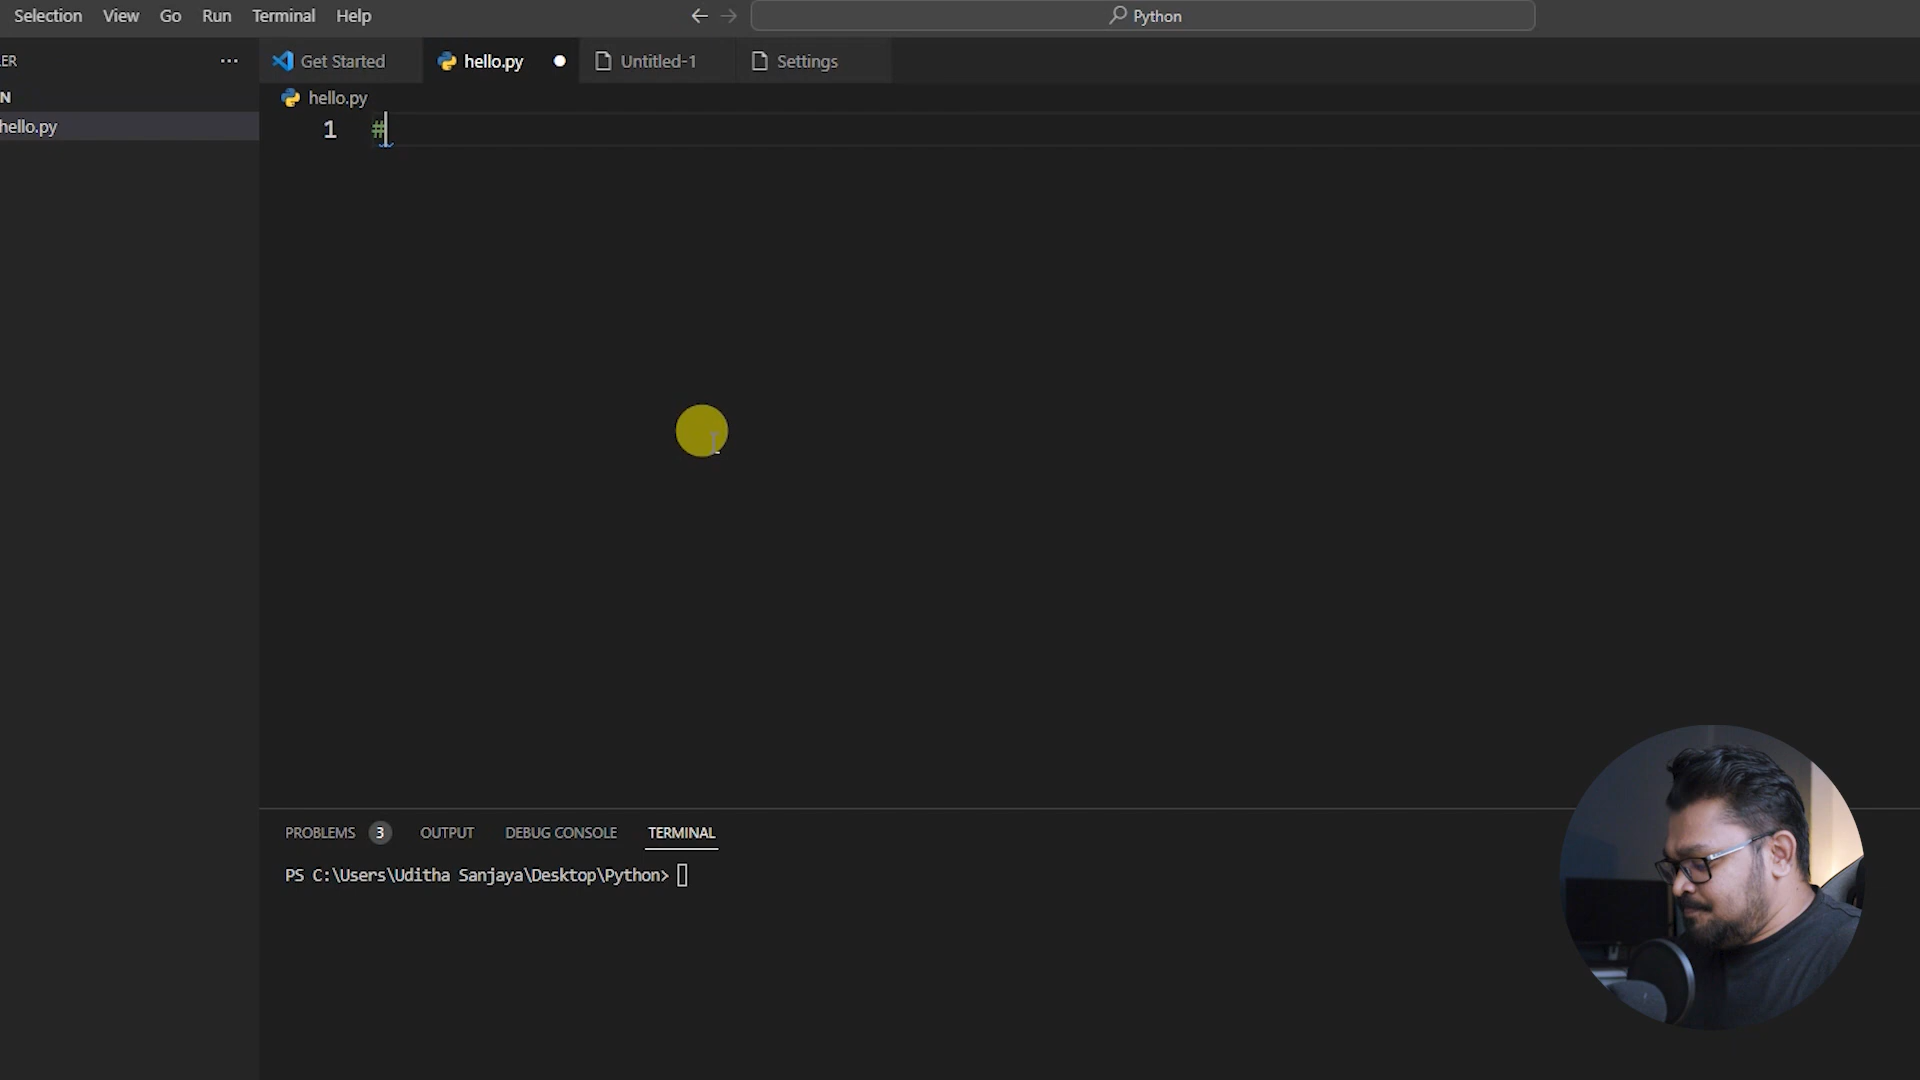 Selection View Go Run Terminal Help
Python
ER
Get Started
hello.py
Untitled-1
Settings
N
hello.py
hello.py
1 #
PROBLEMS 3 OUTPUT DEBUG CONSOLE TERMINAL
PS C:\Users\Uditha Sanjaya\Desktop\Python>